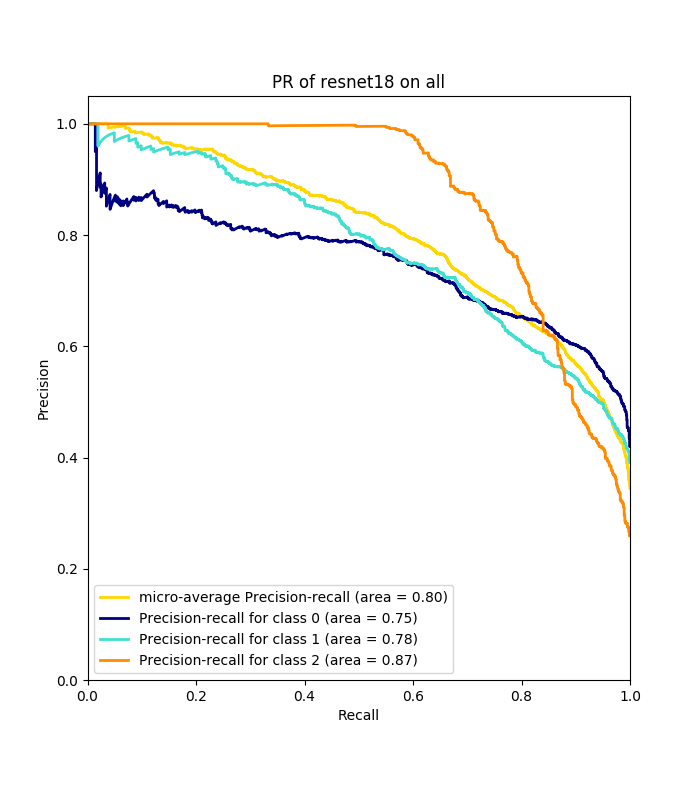 PR of resnet18 on all
1.0
0.8
0.6
0.4
0.2
0.0
Precision
micro-average Precision-recall (area = 0.80)
Precision-recall for class 0 (area = 0.75)
Precision-recall for class 1 (area = 0.78)
Precision-recall for class 2 (area = 0.87)
0.0 0.2 0.4 0.6 0.8 1.0
Recall